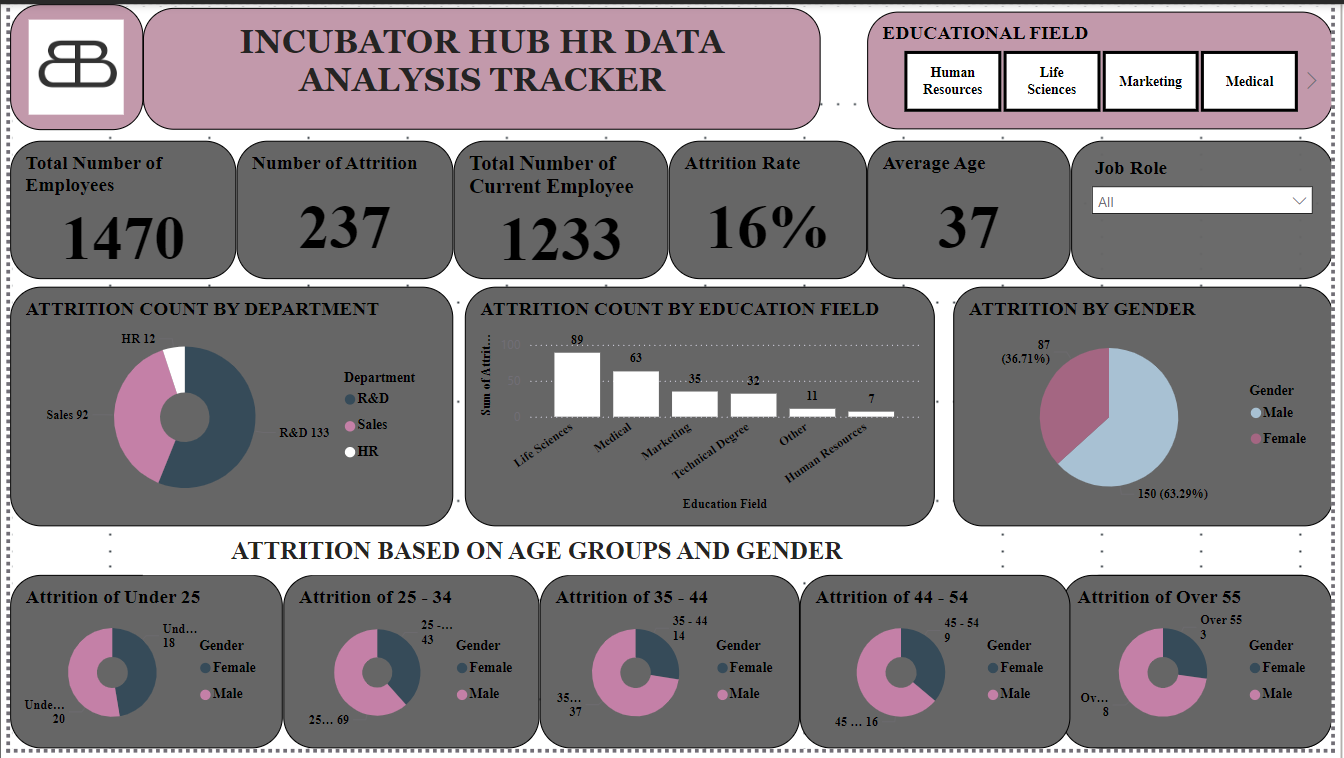 INCUBATOR HUB HR DATA
ANALYSIS TRACKER
EDUCATIONAL FIELD
Human
Resources
Life
Sciences
Marketing
Medical
Total Number of
Employees
1470
Number of Attrition
237
Total Number of
Current Employee
1233
Attrition Rate
16%
Average Age
37
Job Role
All
ATTRITION COUNT BY DEPARTMENT
HR 12
Sales 92
R&D 133
Department
R&D
Sales
HR
ATTRITION COUNT BY EDUCATION FIELD
Sum of Attrit...
100
50
0
89
63
35
32
11
7
Life Sciences
Medical
Marketing
Technical Degree
Other
Human Resources
Education Field
ATTRITION BY GENDER
87
(36.71%)
150 (63.29%)
Gender
Male
Female
ATTRITION BASED ON AGE GROUPS AND GENDER
Attrition of Under 25
Und...
18
Unde...
20
Gender
Female
Male
Attrition of 25 - 34
25 -...
43
25... 69
Gender
Female
Male
Attrition of 35 - 44
35 - 44
14
35...
37
Gender
Female
Male
Attrition of 44 - 54
45 - 54
9
45 ... 16
Gender
Female
Male
Attrition of Over 55
Over 55
3
Ov...
8
Gender
Female
Male